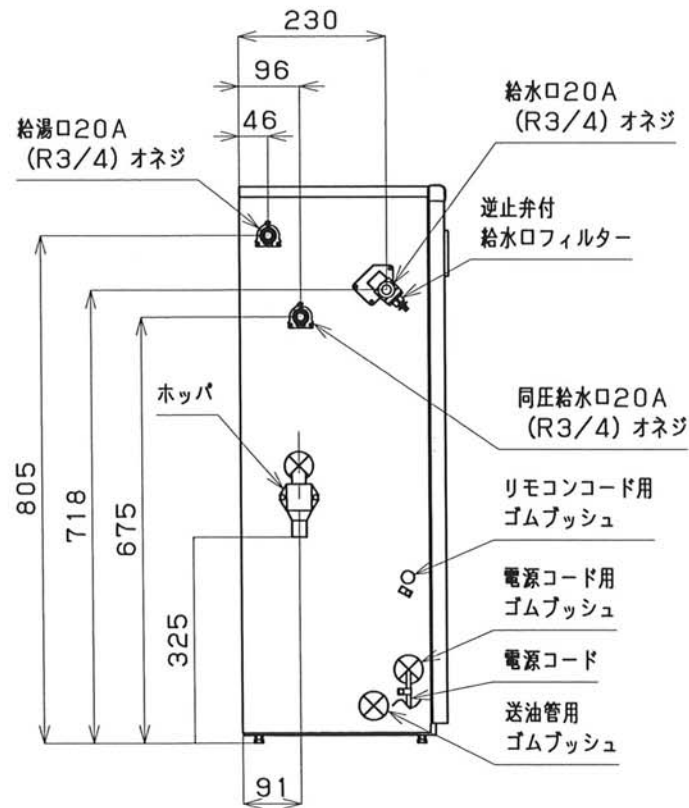 230
96
46
給湯口20A
(R3/4) オネジ
給水口20A
(R3/4) オネジ
逆止弁付
給水口フィルター
ホッパ
同圧給水口20A
(R3/4) オネジ
805
718
675
325
リモコンコード用
ゴムブッシュ
電源コード用
ゴムブッシュ
電源コード
送油管用
ゴムブッシュ
91